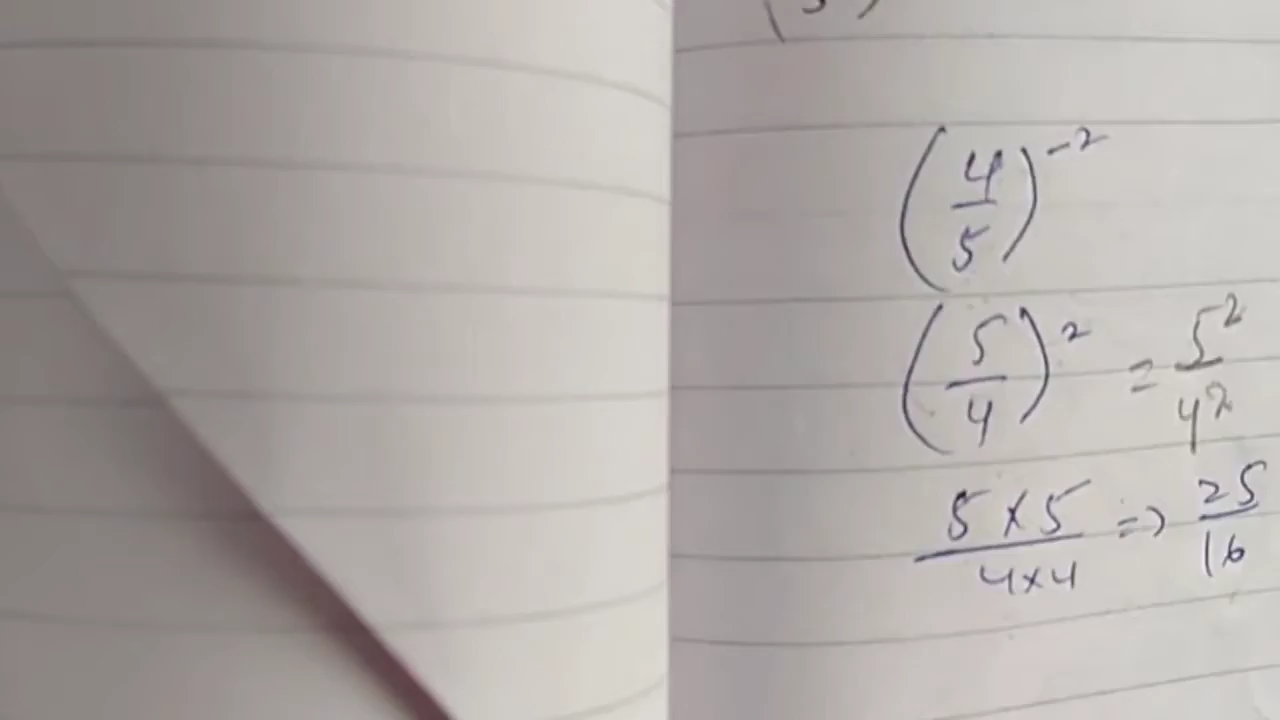 (4/5)^-2
(5/4)^2 = 5^2/4^2
5×5/4×4 => 25/16